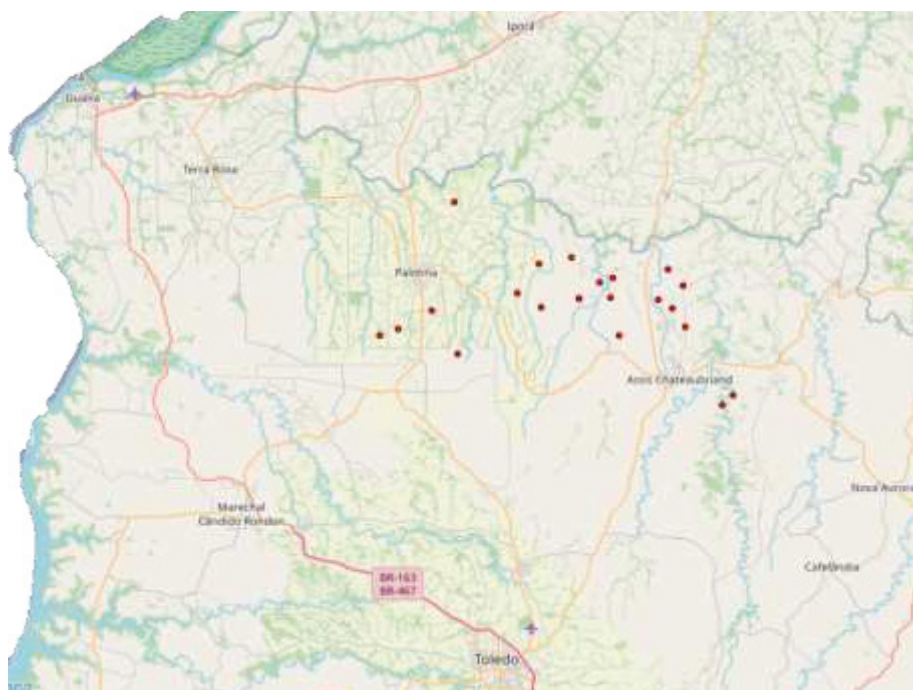 Iporã
Guaíra
Terra Roxa
Palotina
Assis Chateaubriand
Marechal
Cândido Rondon
Nova Aurora
Cafelândia
BR-163
BR-467
Toledo